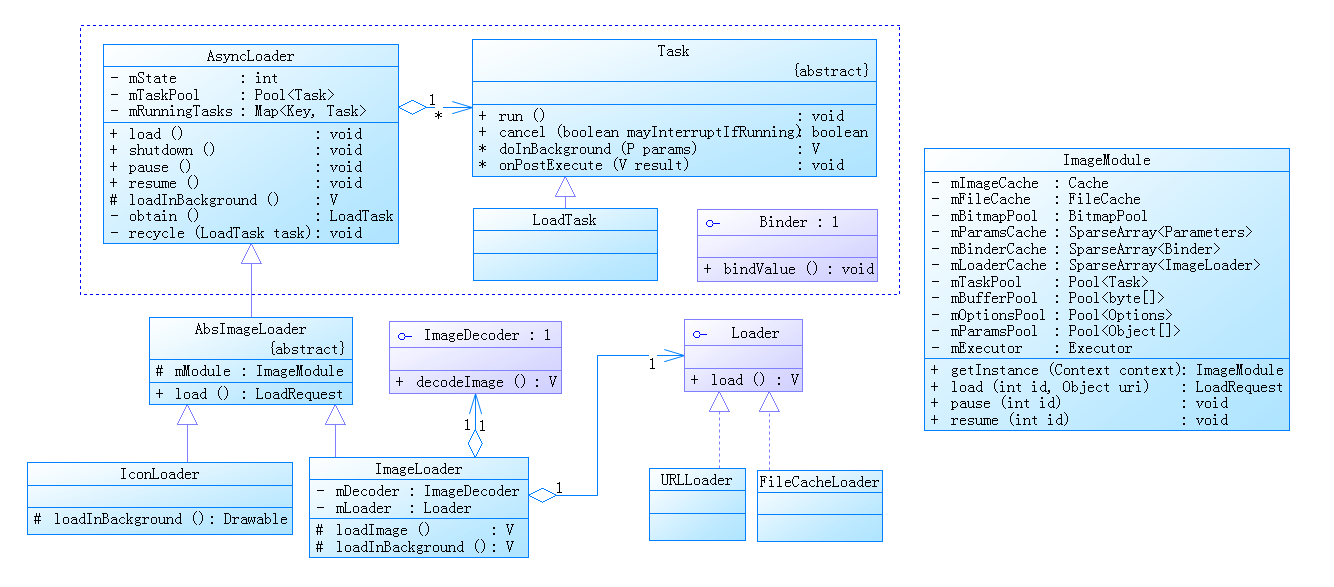 AsyncLoader
- mState : int
- mTaskPool : Pool<Task>
- mRunningTasks : Map<Key, Task>
+ load () : void
+ shutdown () : void
+ pause () : void
+ resume () : void
# loadInBackground () : V
- obtain () : LoadTask
- recycle (LoadTask task) : void
1
*
Task
{abstract}
+ run () : void
+ cancel (boolean mayInterruptIfRunning) : boolean
* doInBackground (P params) : V
* onPostExecute (V result) : void
LoadTask
Binder : 1
+ bindValue () : void
ImageModule
- mImageCache : Cache
- mFileCache : FileCache
- mBitmapPool : BitmapPool
- mParamsCache : SparseArray<Parameters>
- mBinderCache : SparseArray<Binder>
- mLoaderCache : SparseArray<ImageLoader>
- mTaskPool : Pool<Task>
- mBufferPool : Pool<byte[]>
- mOptionsPool : Pool<Options>
- mParamsPool : Pool<Object[]>
- mExecutor : Executor
+ getInstance (Context context) : ImageModule
+ load (int id, Object uri) : LoadRequest
+ pause (int id) : void
+ resume (int id) : void
AbsImageLoader
{abstract}
# mModule : ImageModule
+ load () : LoadRequest
ImageDecoder : 1
+ decodeImage () : V
Loader
+ load () : V
1
1
1
1
IconLoader
# loadInBackground () : Drawable
ImageLoader
- mDecoder : ImageDecoder
- mLoader : Loader
# loadImage () : V
# loadInBackground () : V
URLLoader
FileCacheLoader